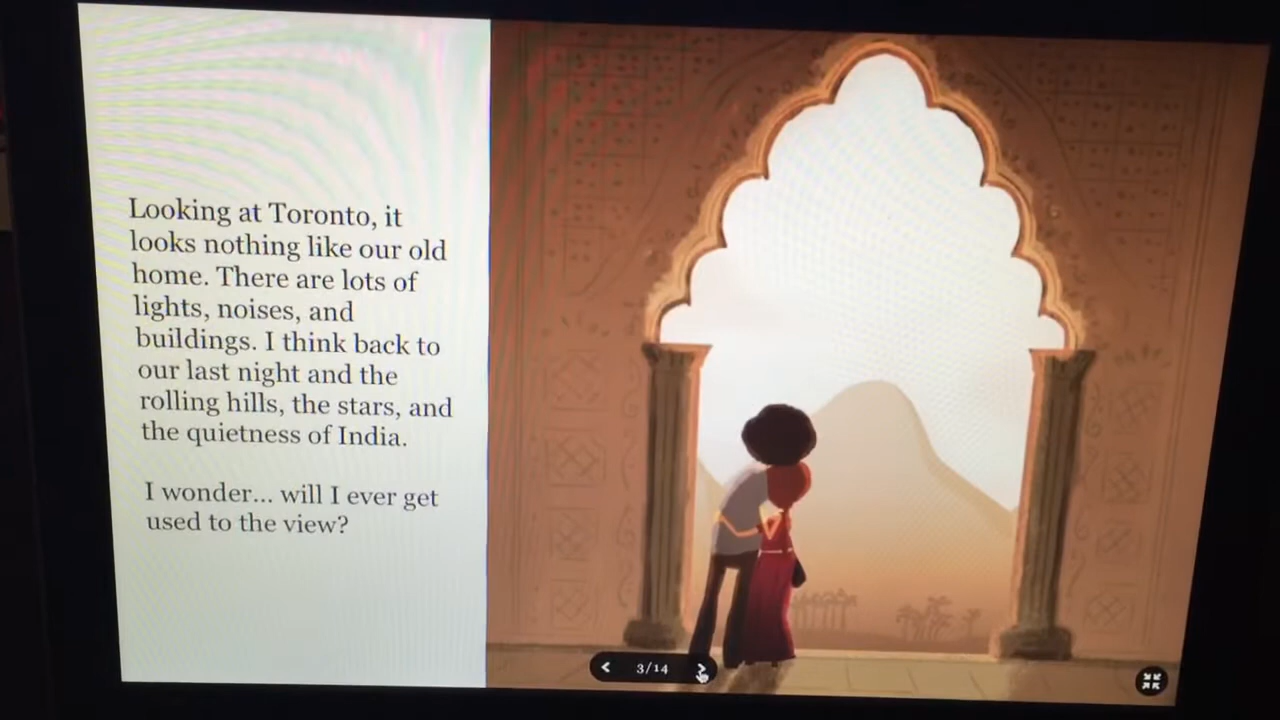 Looking at Toronto, it
looks nothing like our old
home. There are lots of
lights, noises, and
buildings. I think back to
our last night and the
rolling hills, the stars, and
the quietness of India.
I wonder... will I ever get
used to the view?
3/14